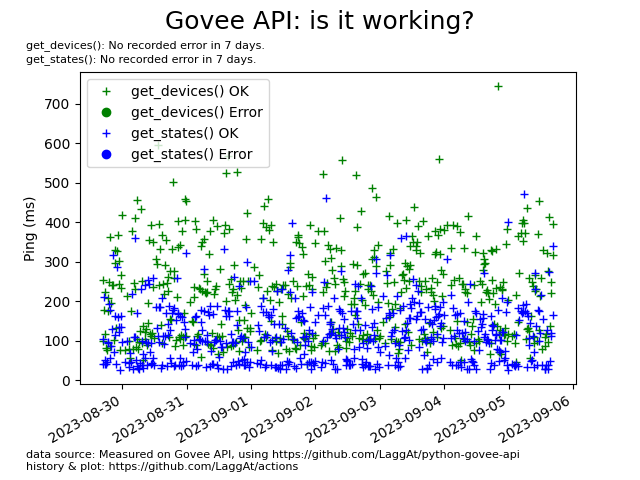 Govee API: is it working?
get_devices(): No recorded error in 7 days.
get_states(): No recorded error in 7 days.
get_devices() OK
get_devices() Error
get_states() OK
get_states() Error
Ping (ms)
700
600
500
400
300
200
100
0
2023-08-30
2023-08-31
2023-09-01
2023-09-02
2023-09-03
2023-09-04
2023-09-05
2023-09-06
data source: Measured on Govee API, using https://github.com/LaggAt/python-govee-api
history & plot: https://github.com/LaggAt/actions